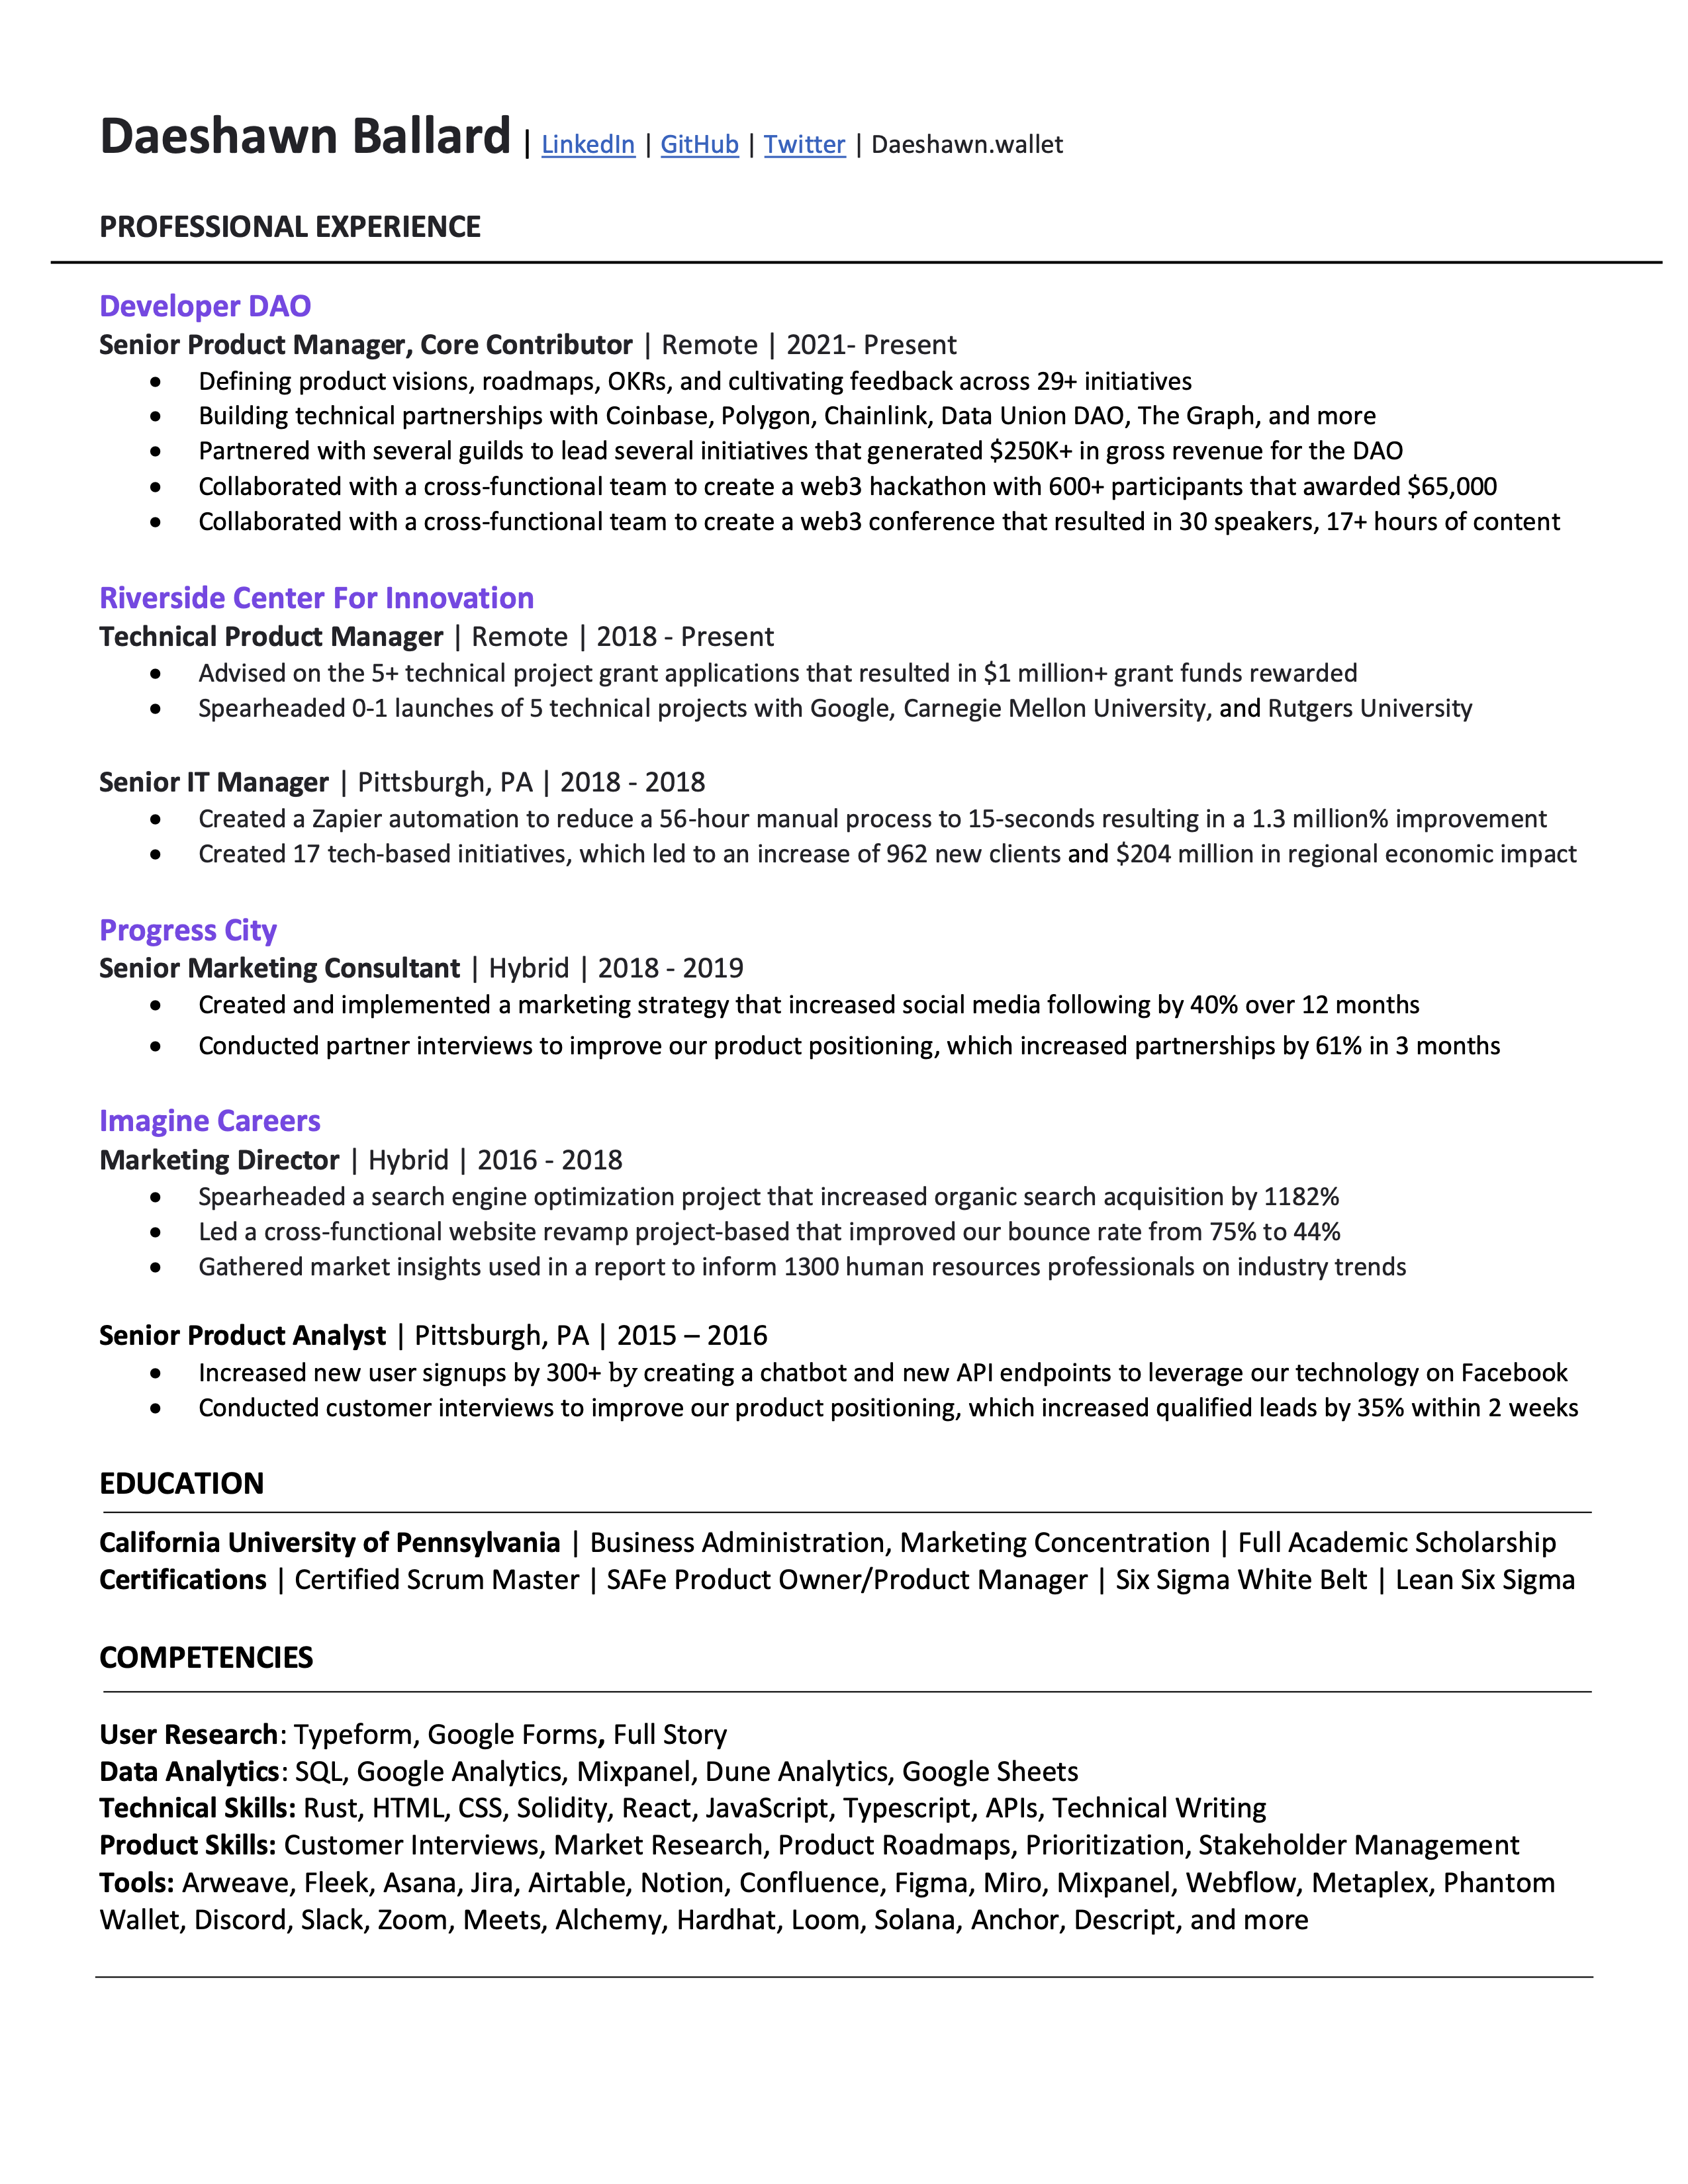 Daeshawn Ballard | LinkedIn | GitHub | Twitter | Daeshawn.wallet
PROFESSIONAL EXPERIENCE
Developer DAO
Senior Product Manager, Core Contributor | Remote | 2021- Present
• Defining product visions, roadmaps, OKRs, and cultivating feedback across 29+ initiatives
• Building technical partnerships with Coinbase, Polygon, Chainlink, Data Union DAO, The Graph, and more
• Partnered with several guilds to lead several initiatives that generated $250K+ in gross revenue for the DAO
• Collaborated with a cross-functional team to create a web3 hackathon with 600+ participants that awarded $65,000
• Collaborated with a cross-functional team to create a web3 conference that resulted in 30 speakers, 17+ hours of content
Riverside Center For Innovation
Technical Product Manager | Remote | 2018 - Present
• Advised on the 5+ technical project grant applications that resulted in $1 million+ grant funds rewarded
• Spearheaded 0-1 launches of 5 technical projects with Google, Carnegie Mellon University, and Rutgers University
Senior IT Manager | Pittsburgh, PA | 2018 - 2018
• Created a Zapier automation to reduce a 56-hour manual process to 15-seconds resulting in a 1.3 million% improvement
• Created 17 tech-based initiatives, which led to an increase of 962 new clients and $204 million in regional economic impact
Progress City
Senior Marketing Consultant | Hybrid | 2018 - 2019
• Created and implemented a marketing strategy that increased social media following by 40% over 12 months
• Conducted partner interviews to improve our product positioning, which increased partnerships by 61% in 3 months
Imagine Careers
Marketing Director | Hybrid | 2016 - 2018
• Spearheaded a search engine optimization project that increased organic search acquisition by 1182%
• Led a cross-functional website revamp project-based that improved our bounce rate from 75% to 44%
• Gathered market insights used in a report to inform 1300 human resources professionals on industry trends
Senior Product Analyst | Pittsburgh, PA | 2015 – 2016
• Increased new user signups by 300+ by creating a chatbot and new API endpoints to leverage our technology on Facebook
• Conducted customer interviews to improve our product positioning, which increased qualified leads by 35% within 2 weeks
EDUCATION
California University of Pennsylvania | Business Administration, Marketing Concentration | Full Academic Scholarship
Certifications | Certified Scrum Master | SAFe Product Owner/Product Manager | Six Sigma White Belt | Lean Six Sigma
COMPETENCIES
User Research: Typeform, Google Forms, Full Story
Data Analytics: SQL, Google Analytics, Mixpanel, Dune Analytics, Google Sheets
Technical Skills: Rust, HTML, CSS, Solidity, React, JavaScript, Typescript, APIs, Technical Writing
Product Skills: Customer Interviews, Market Research, Product Roadmaps, Prioritization, Stakeholder Management
Tools: Arweave, Fleek, Asana, Jira, Airtable, Notion, Confluence, Figma, Miro, Mixpanel, Webflow, Metaplex, Phantom
Wallet, Discord, Slack, Zoom, Meets, Alchemy, Hardhat, Loom, Solana, Anchor, Descript, and more